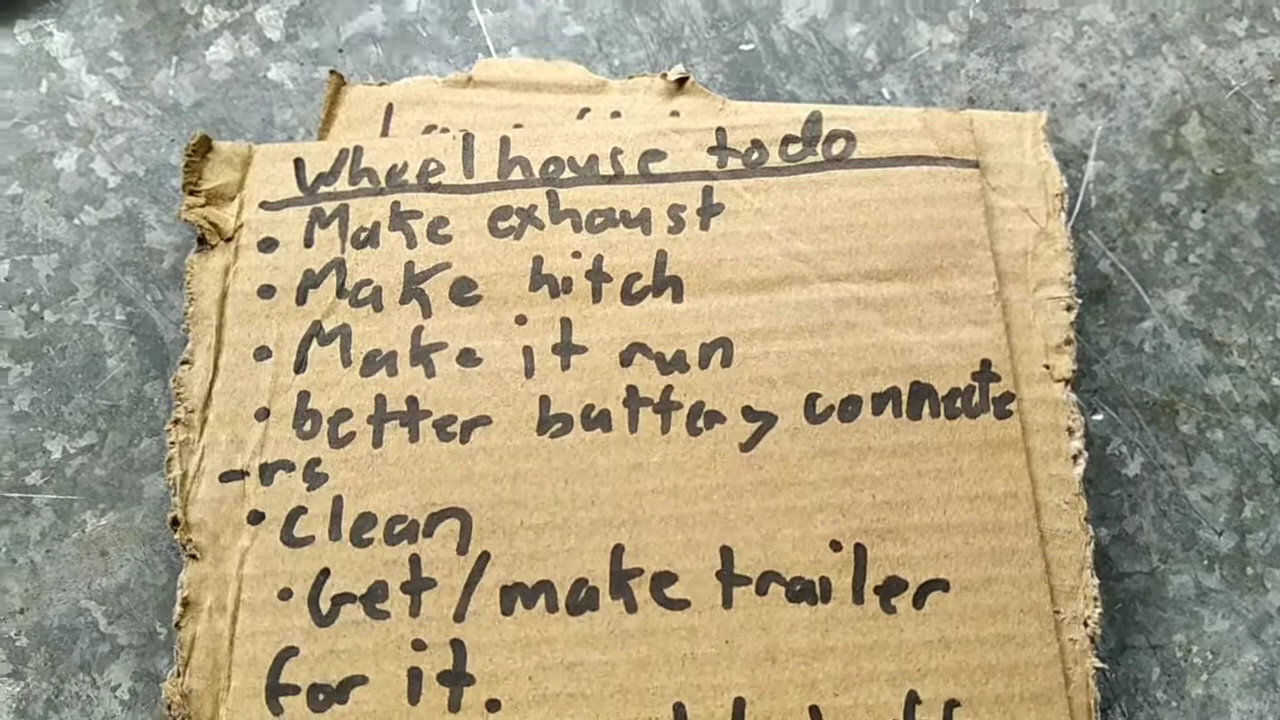 Wheelhouse todo
• Make exhaust
• Make hitch
• Make it run
• better battery connecte
-rs
• Clean
• Get/make trailer
for it.